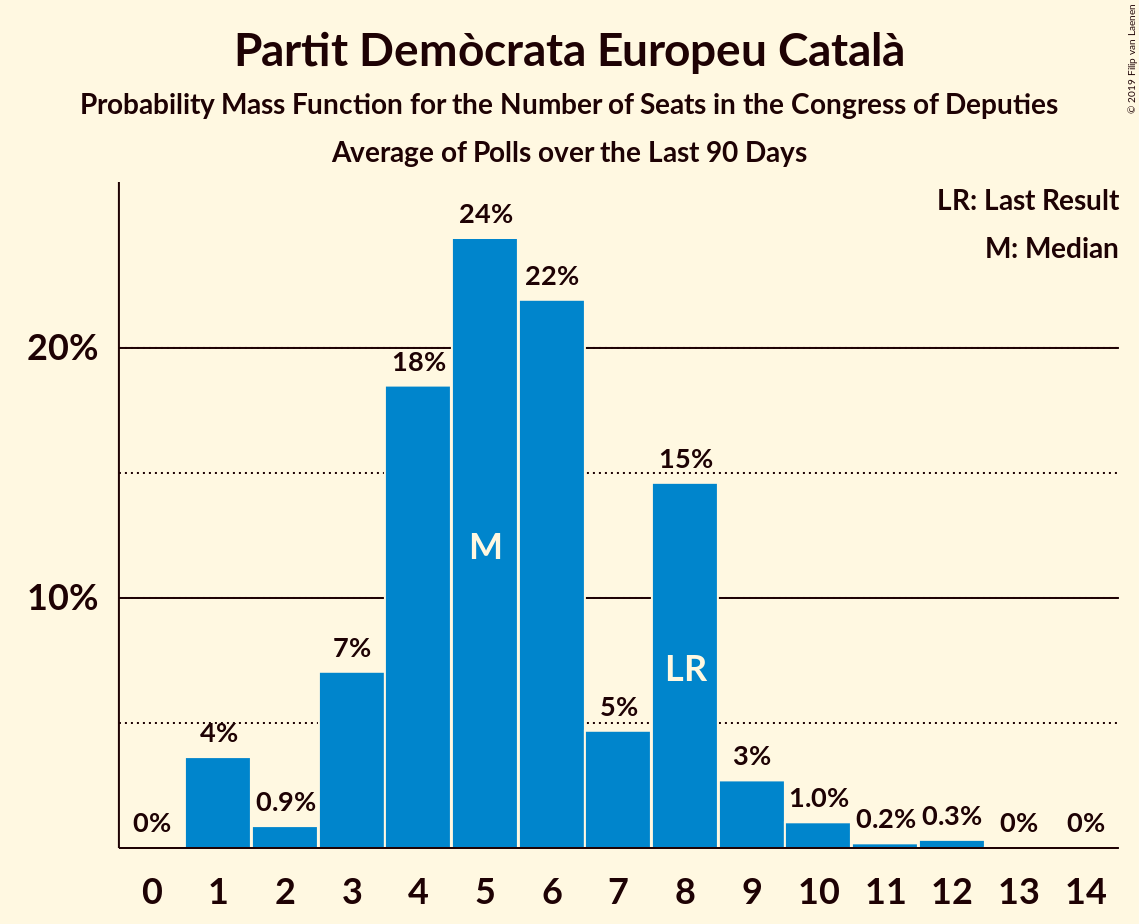 Partit Demòcrata Europeu Català
Probability Mass Function for the Number of Seats in the Congress of Deputies
Average of Polls over the Last 90 Days
© 2019 Filip van Laenen
LR: Last Result
M: Median
20%
10%
0%
4%
0.9%
7%
18%
24%
22%
5%
15%
3%
1.0%
0.2%
0.3%
0%
0%
M
LR
0 1 2 3 4 5 6 7 8 9 10 11 12 13 14